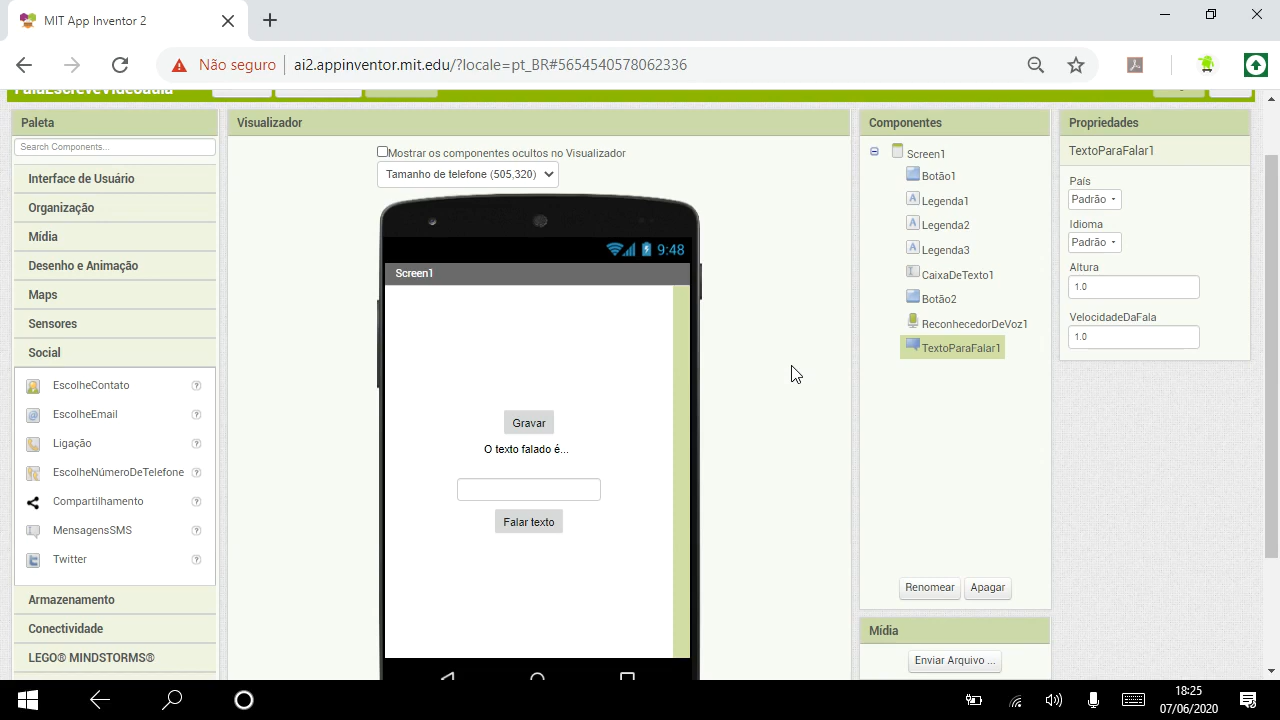 MIT App Inventor 2
Não seguro
ai2.appinventor.mit.edu/?locale=pt_BR#5654540578062336
FalaEscreveVideoaula
Paleta
Search Components...
Interface de Usuário
Organização
Mídia
Desenho e Animação
Maps
Sensores
Social
EscolheContato
EscolheEmail
Ligação
EscolheNúmeroDeTelefone
Compartilhamento
MensagensSMS
Twitter
Armazenamento
Conectividade
LEGO® MINDSTORMS®
Visualizador
Mostrar os componentes ocultos no Visualizador
Tamanho de telefone (505,320)
9:48
Screen1
Gravar
O texto falado é...
Falar texto
Componentes
Screen1
Botão1
Legenda1
Legenda2
Legenda3
CaixaDeTexto1
Botão2
ReconhecedorDeVoz1
TextoParaFalar1
Renomear
Apagar
Mídia
Enviar Arquivo ...
Propriedades
TextoParaFalar1
País
Padrão
Idioma
Padrão
Altura
1.0
VelocidadeDaFala
1.0
18:25
07/06/2020